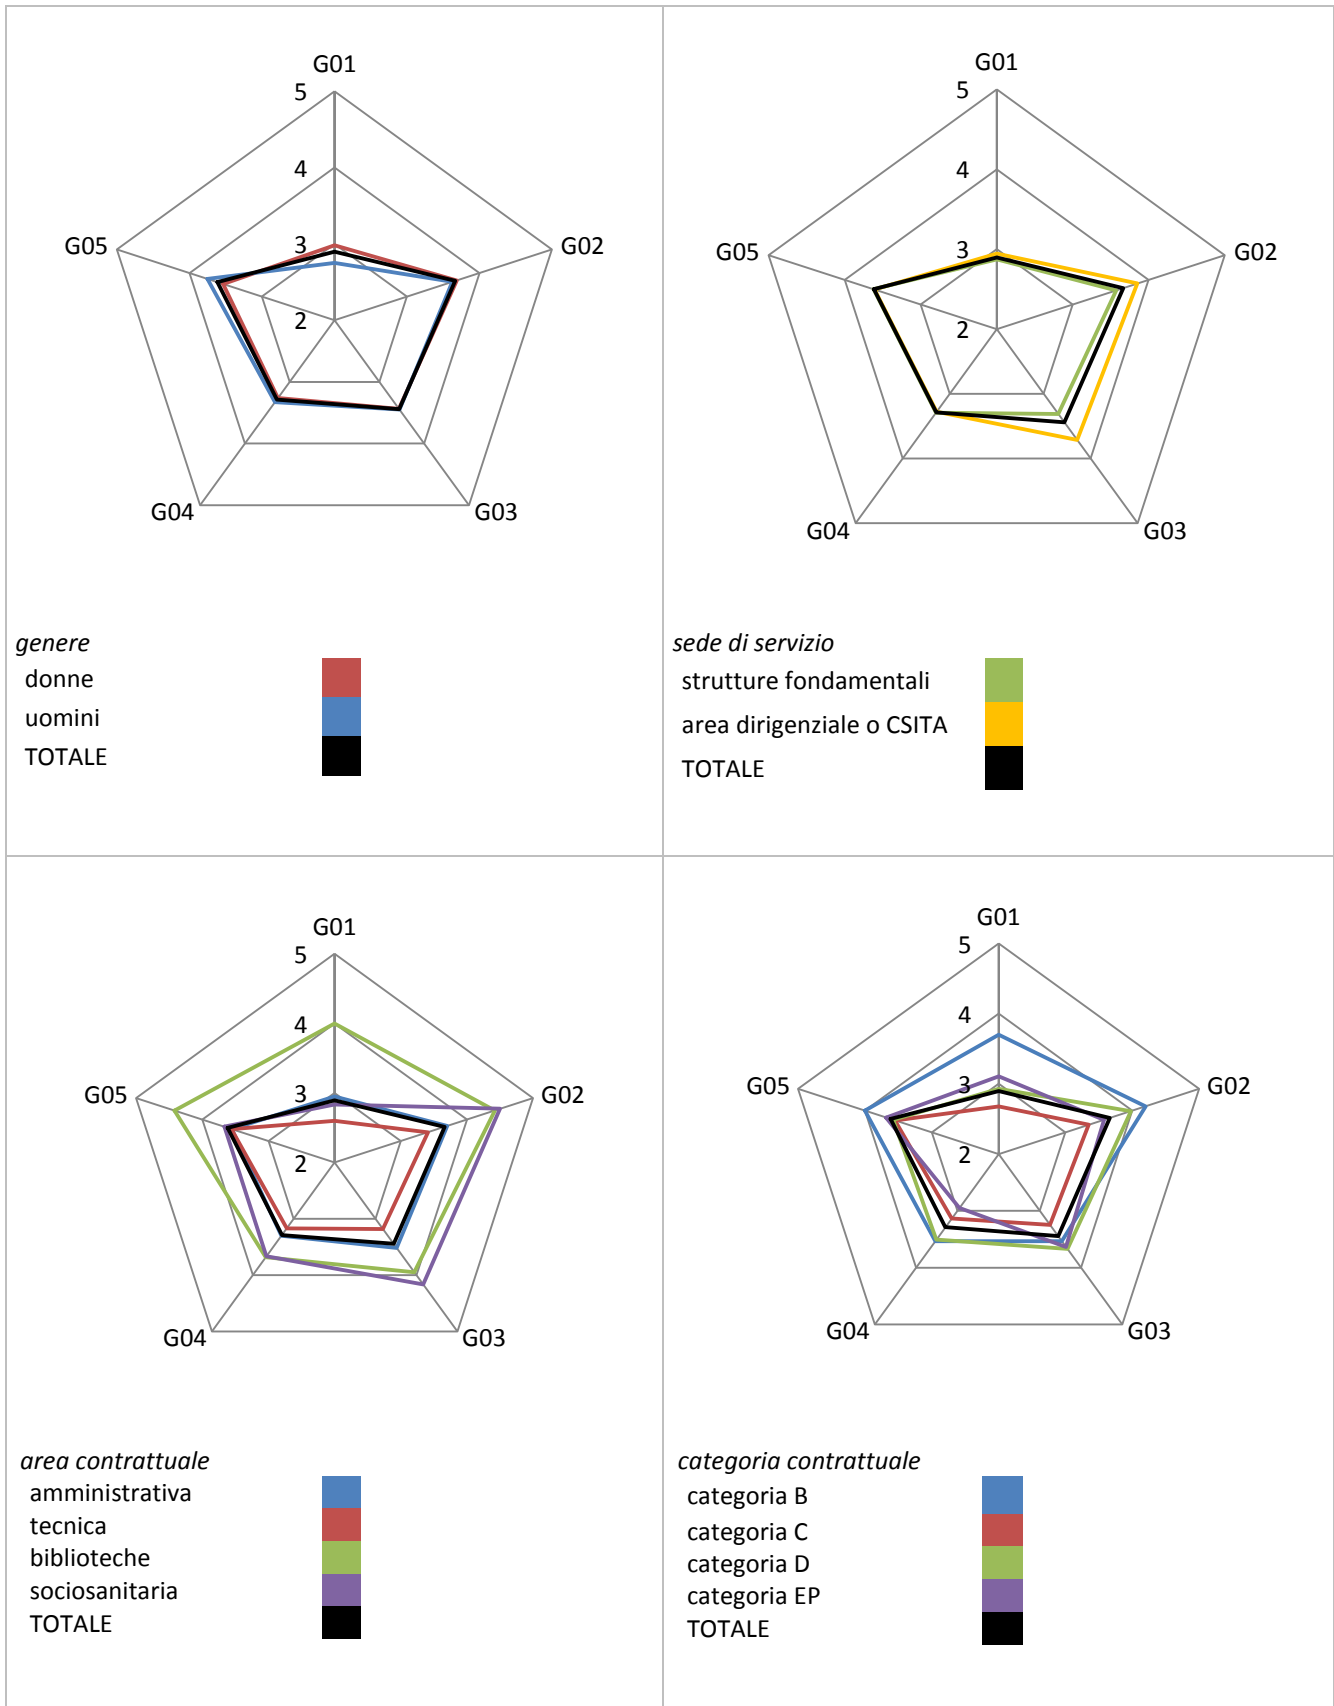 G01
5
4
3
2
G05
G02
G04
G03
genere
donne
uomini
TOTALE
G01
5
4
3
2
G05
G02
G04
G03
sede di servizio
strutture fondamentali
area dirigenziale o CSITA
TOTALE
G01
5
4
3
2
G05
G02
G04
G03
area contrattuale
amministrativa
tecnica
biblioteche
sociosanitaria
TOTALE
G01
5
4
3
2
G05
G02
G04
G03
categoria contrattuale
categoria B
categoria C
categoria D
categoria EP
TOTALE